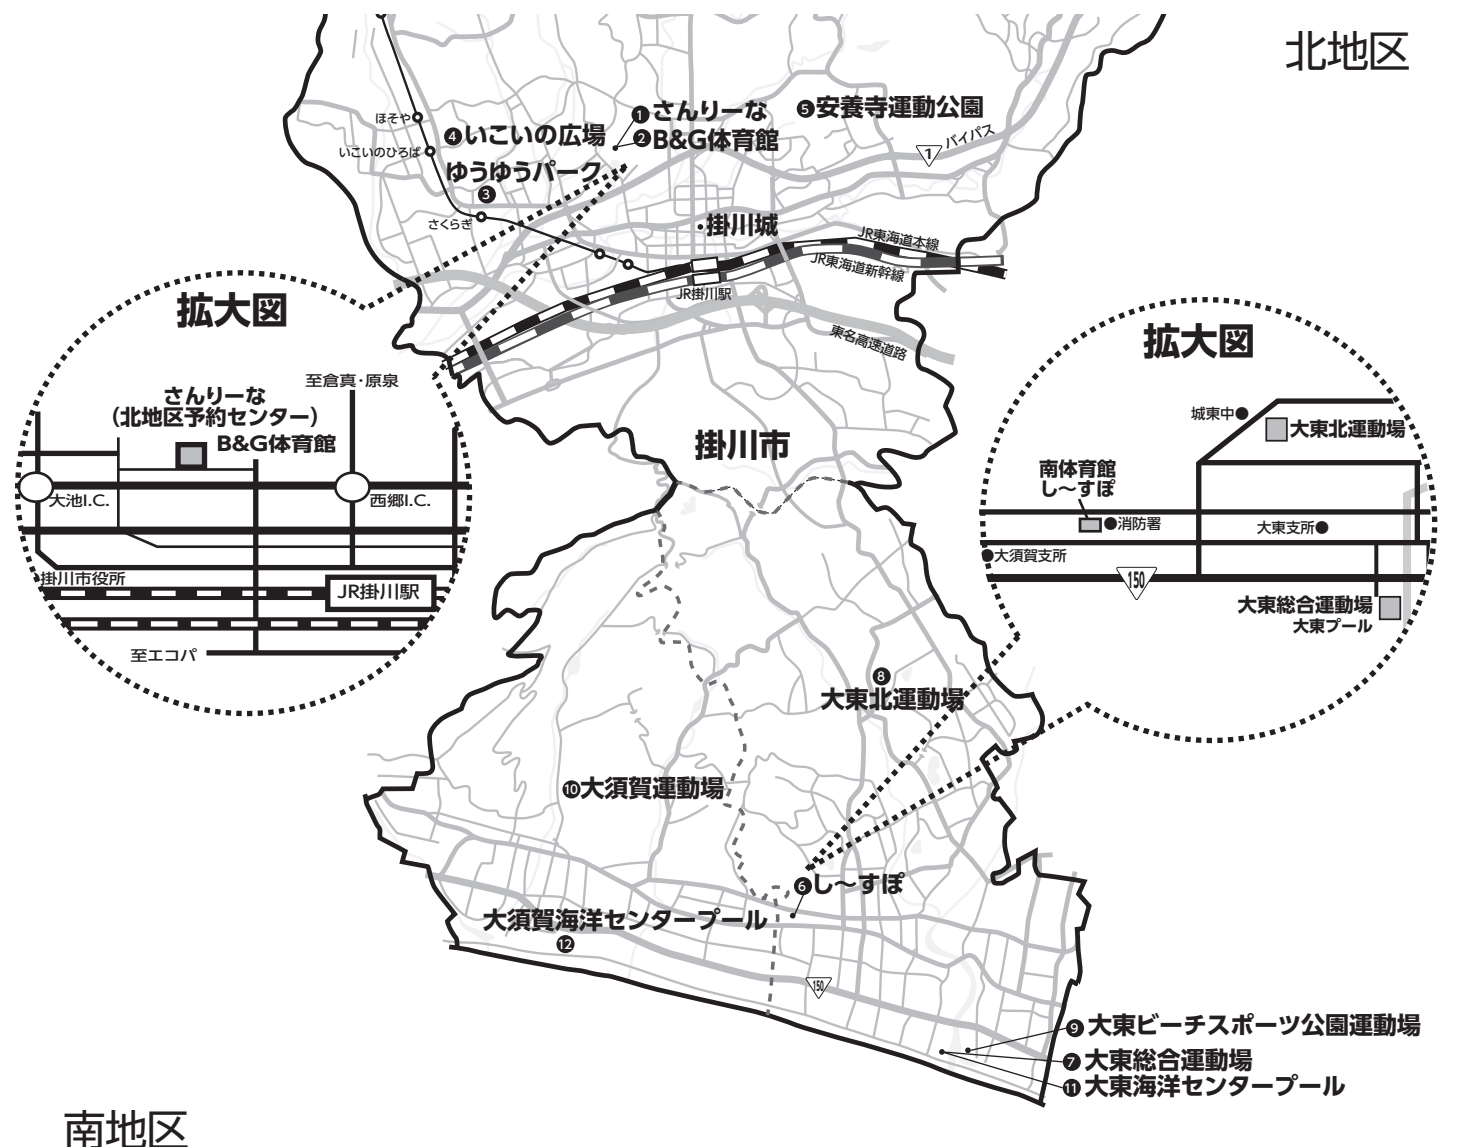 北地区
❶さんりーな
❷B&G体育館
❺安養寺運動公園
❹いこいの広場
ゆうゆうパーク
❸
ほそや
いこいのひろば
さくらぎ
1
バイパス
掛川城
JR東海道本線
JR東海道新幹線
JR掛川駅
東名高速道路
拡大図
さんりーな
(北地区予約センター)
B&G体育館
至倉真・原泉
大池I.C.
西郷I.C.
掛川市役所
JR掛川駅
至エコパ
掛川市
拡大図
城東中
大東北運動場
南体育館
し〜すぽ
消防署
大東支所
大須賀支所
150
大東総合運動場
大東プール
❽
大東北運動場
❿大須賀運動場
❻し〜すぽ
大須賀海洋センタープール
⓬
150
❾大東ビーチスポーツ公園運動場
❼大東総合運動場
⓫大東海洋センタープール
南地区